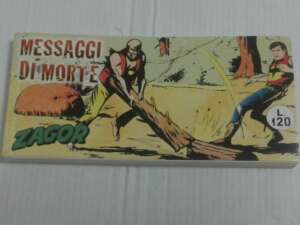 MESSAGGI
DI MORTE
ZAGOR
L.
120